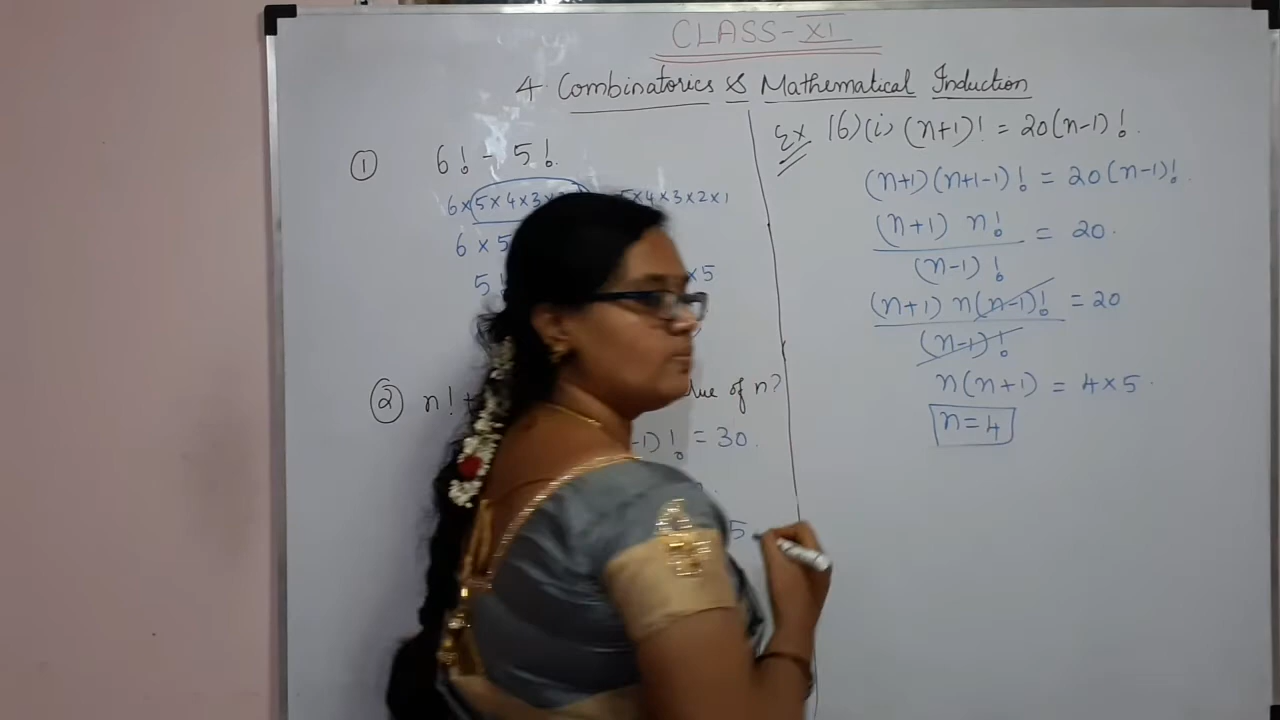 CLASS-XI
4 Combinatorics & Mathematical Induction
① 6! - 5!
6×5×4×3× 5×4×3×2×1
6×5
5! ×5
② n!+ of n?
-1)! = 30.
5
Ex 16)(i) (n+1)! = 20(n-1)!
(n+1)(n+1-1)! = 20(n-1)!
(n+1) n! = 20.
(n-1)!
(n+1) n(n-1)! = 20
(n-1)!
n(n+1) = 4×5.
n=4